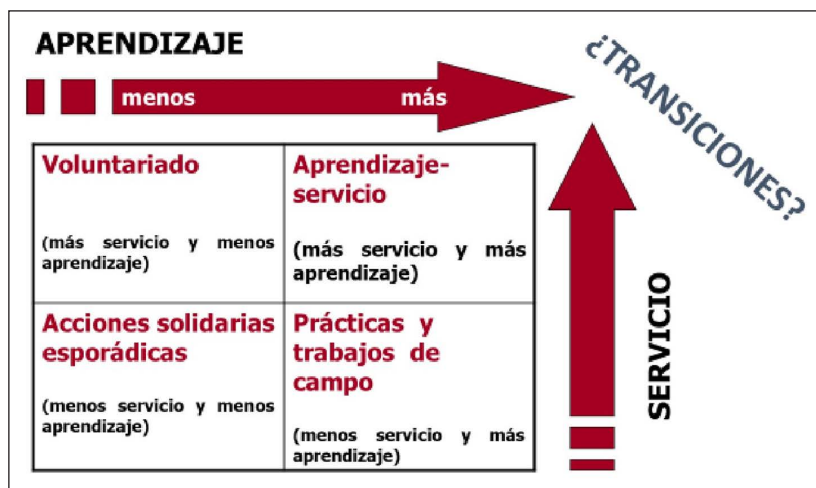 APRENDIZAJE
menos más
¿TRANSICIONES?
Voluntariado
(más servicio y menos
aprendizaje)
Aprendizaje-
servicio
(más servicio y más
aprendizaje)
Acciones solidarias
esporádicas
(menos servicio y menos
aprendizaje)
Prácticas y
trabajos de
campo
(menos servicio y más
aprendizaje)
SERVICIO